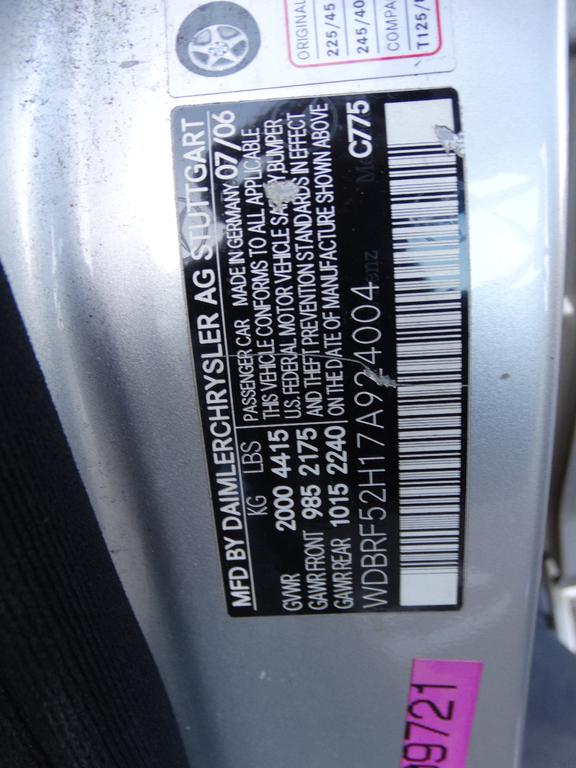 ORIGINAL
225/45
245/40
COMPA
T125/
MFD BY DAIMLERCHRYSLER AG STUTTGART
KG LBS
GVWR 2000 4415
GAWR FRONT 985 2175
GAWR REAR 1015 2240
PASSENGER CAR MADE IN GERMANY 07/06
THIS VEHICLE CONFORMS TO ALL APPLICABLE
U.S. FEDERAL MOTOR VEHICLE SAFETY, BUMPER
AND THEFT PREVENTION STANDARDS IN EFFECT
ON THE DATE OF MANUFACTURE SHOWN ABOVE
WDBRF52H17A924004 C775
09721